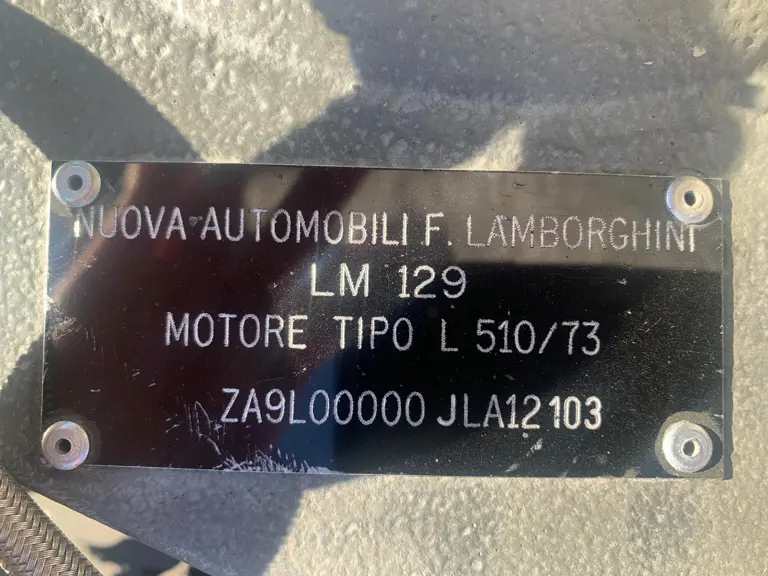 NUOVA AUTOMOBILI F. LAMBORGHINI
LM 129
MOTORE TIPO L 510/73
ZA9L00000 JLA12103